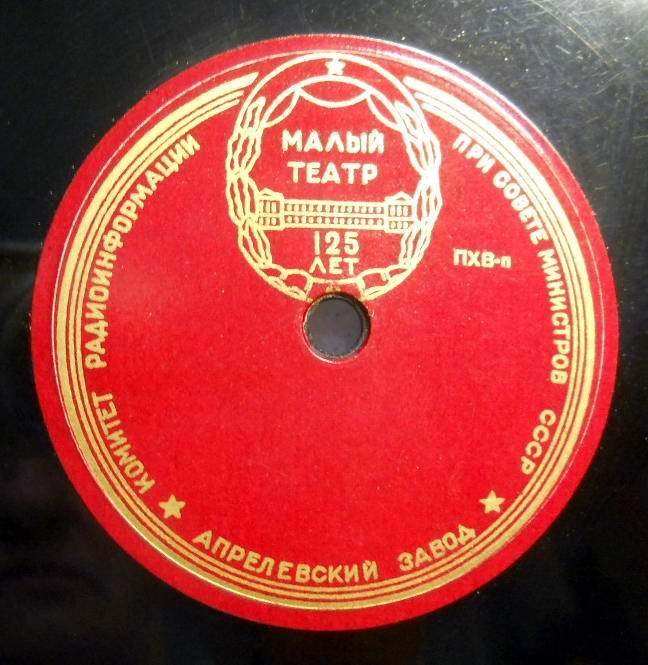 МАЛЫЙ
ТЕАТР
125
ЛЕТ
ПХВ-п
КОМИТЕТ РАДИОИНФОРМАЦИИ
ПРИ СОВЕТЕ МИНИСТРОВ СССР
АПРЕЛЕВСКИЙ ЗАВОД